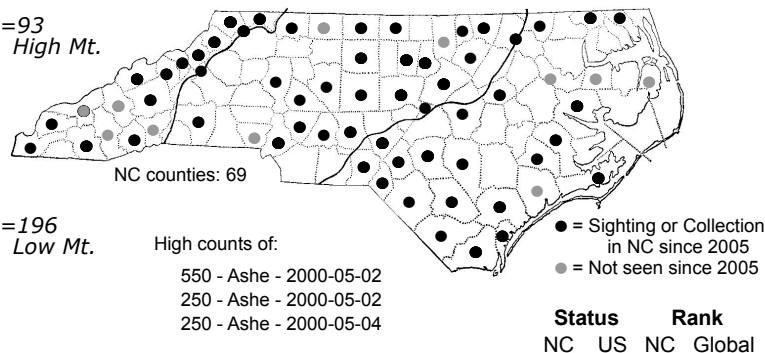 =93
High Mt.
NC counties: 69
=196
Low Mt.
High counts of:
550 - Ashe - 2000-05-02
250 - Ashe - 2000-05-02
250 - Ashe - 2000-05-04
● = Sighting or Collection
in NC since 2005
● = Not seen since 2005
Status Rank
NC US NC Global